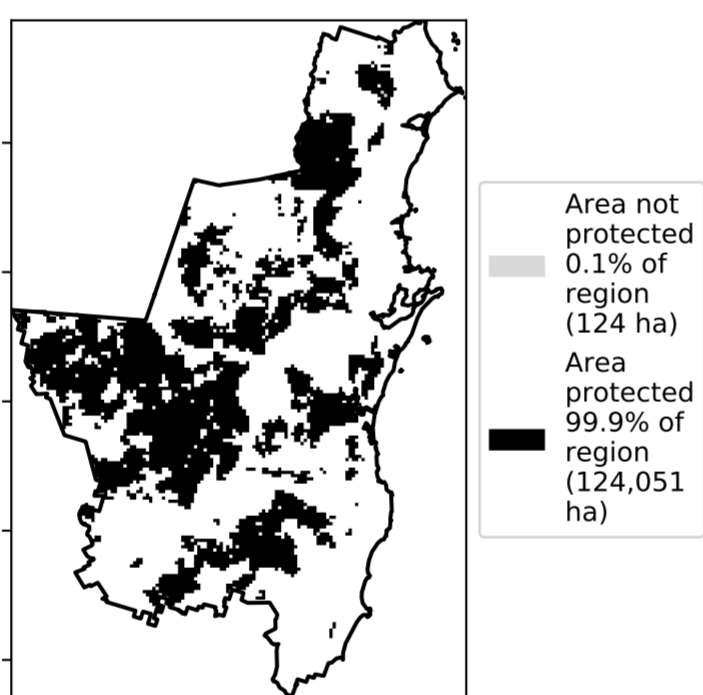 Area not
protected
0.1% of
region
(124 ha)
Area
protected
99.9% of
region
(124,051
ha)